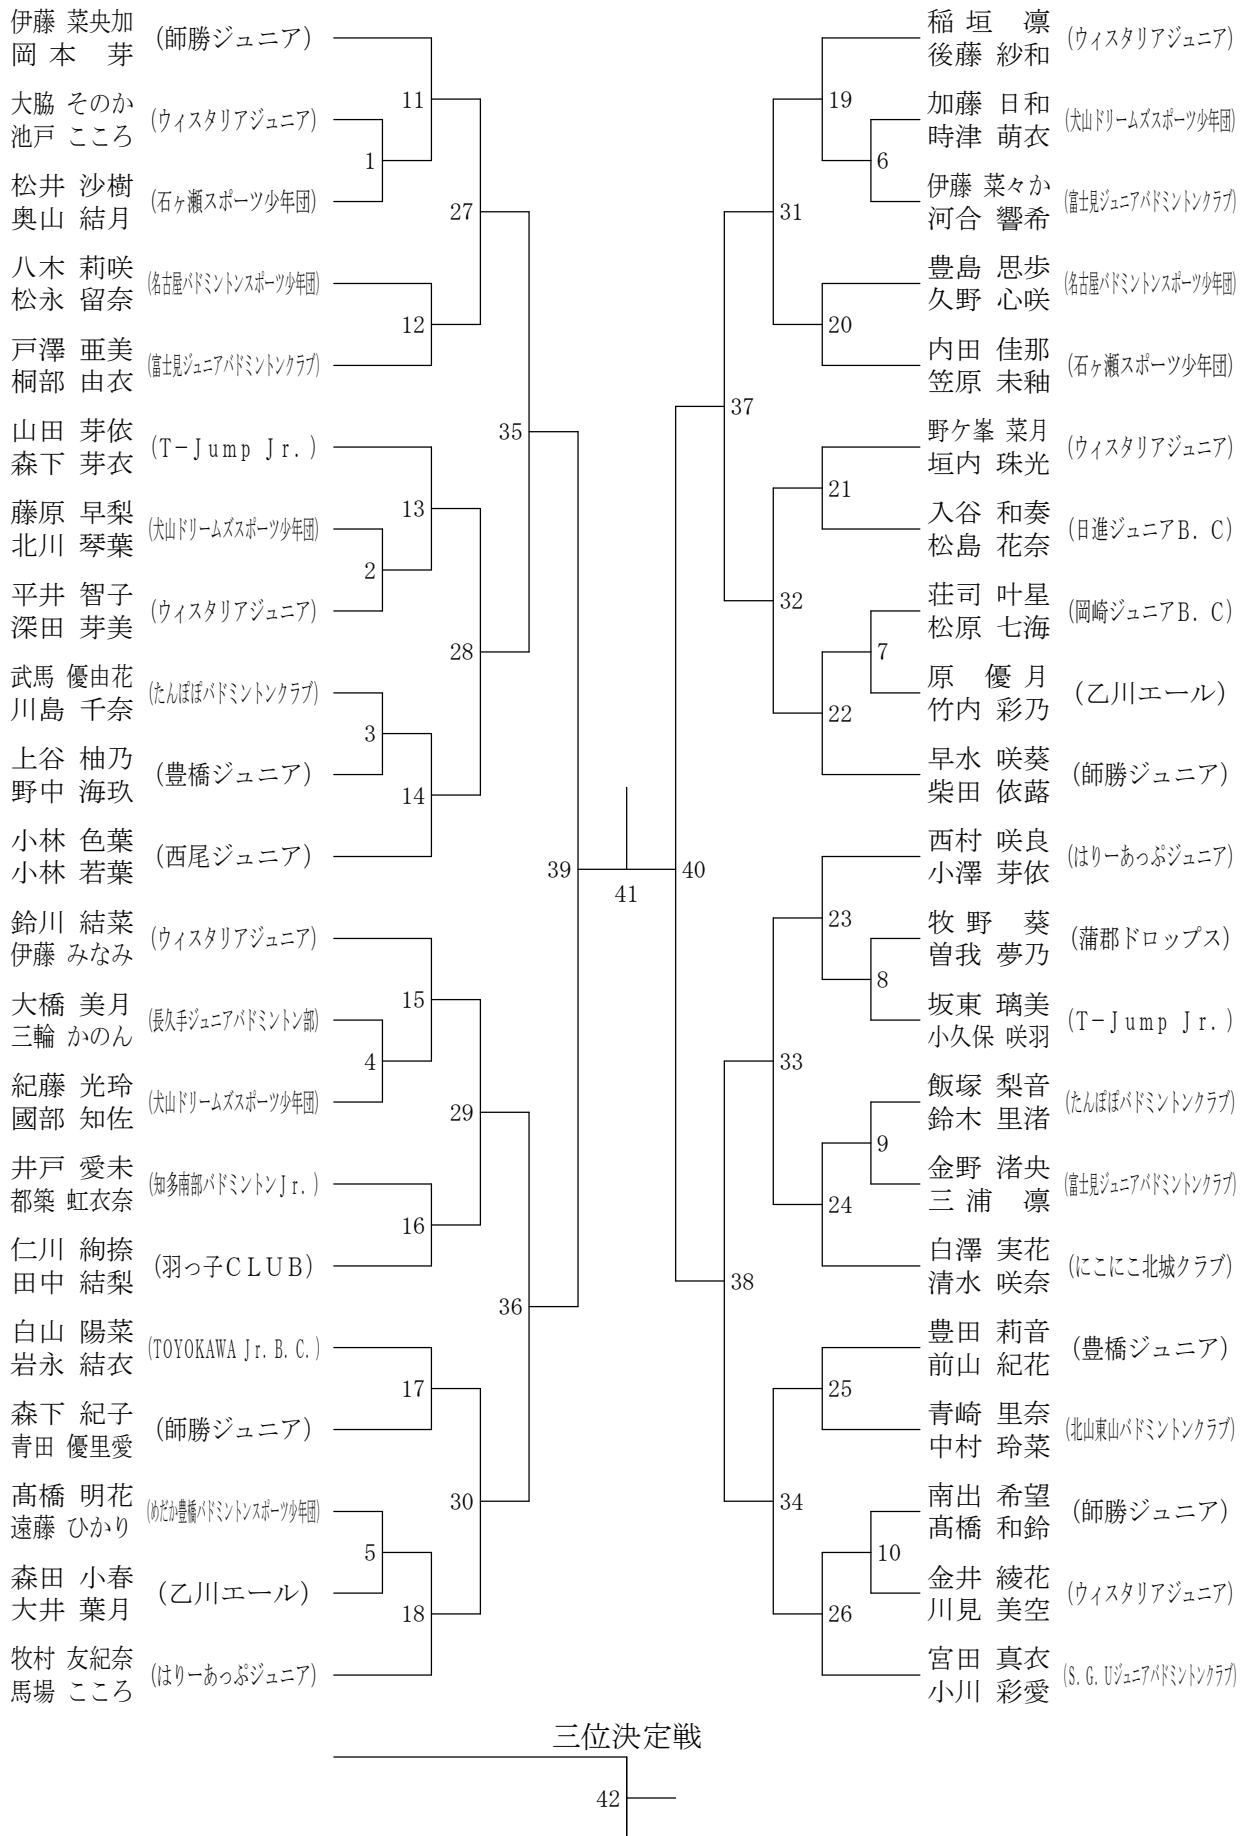 伊藤 菜央加
岡本 芽
(師勝ジュニア)
大脇 そのか
池戸 こころ
(ウィスタリアジュニア)
松井 沙樹
奥山 結月
(石ヶ瀬スポーツ少年団)
八木 莉咲
松永 留奈
(名古屋バドミントンスポーツ少年団)
戸澤 亜美
桐部 由衣
(富士見ジュニアバドミントンクラブ)
山田 芽依
森下 芽衣
(T-Jump Jr.)
藤原 早梨
北川 琴葉
(犬山ドリームズスポーツ少年団)
平井 智子
深田 芽美
(ウィスタリアジュニア)
武馬 優由花
川島 千奈
(たんぽぽバドミントンクラブ)
上谷 柚乃
野中 海玖
(豊橋ジュニア)
小林 色葉
小林 若葉
(西尾ジュニア)
鈴川 結菜
伊藤 みなみ
(ウィスタリアジュニア)
大橋 美月
三輪 かのん
(長久手ジュニアバドミントン部)
紀藤 光玲
國部 知佐
(犬山ドリームズスポーツ少年団)
井戸 愛未
都築 虹衣奈
(知多南部バドミントンJr.)
仁川 絢捺
田中 結梨
(羽っ子CLUB)
白山 陽菜
岩永 結衣
(TOYOKAWA Jr.B.C.)
森下 紀子
青田 優里愛
(師勝ジュニア)
髙橋 明花
遠藤 ひかり
(めだか豊橋バドミントンスポーツ少年団)
森田 小春
大井 葉月
(乙川エール)
牧村 友紀奈
馬場 こころ
(はりーあっぷジュニア)
1
2
3
4
5
11
12
13
14
15
16
17
18
27
28
29
30
35
36
39
41
40
37
38
31
32
33
34
19
20
21
22
23
24
25
26
6
7
8
9
10
稲垣 凛
後藤 紗和
(ウィスタリアジュニア)
加藤 日和
時津 萌衣
(犬山ドリームズスポーツ少年団)
伊藤 菜々か
河合 響希
(富士見ジュニアバドミントンクラブ)
豊島 思歩
久野 心咲
(名古屋バドミントンスポーツ少年団)
内田 佳那
笠原 未釉
(石ヶ瀬スポーツ少年団)
野ケ峯 菜月
垣内 珠光
(ウィスタリアジュニア)
入谷 和奏
松島 花奈
(日進ジュニアB.C)
荘司 叶星
松原 七海
(岡崎ジュニアB.C)
原 優月
竹内 彩乃
(乙川エール)
早水 咲葵
柴田 依蕗
(師勝ジュニア)
西村 咲良
小澤 芽依
(はりーあっぷジュニア)
牧野 葵
曽我 夢乃
(蒲郡ドロップス)
坂東 璃美
小久保 咲羽
(T-Jump Jr.)
飯塚 梨音
鈴木 里渚
(たんぽぽバドミントンクラブ)
金野 渚央
三浦 凛
(富士見ジュニアバドミントンクラブ)
白澤 実花
清水 咲奈
(にこにこ北城クラブ)
豊田 莉音
前山 紀花
(豊橋ジュニア)
青崎 里奈
中村 玲菜
(北山東山バドミントンクラブ)
南出 希望
髙橋 和鈴
(師勝ジュニア)
金井 綾花
川見 美空
(ウィスタリアジュニア)
宮田 真衣
小川 彩愛
(S.G.Uジュニアバドミントンクラブ)
三位決定戦
42